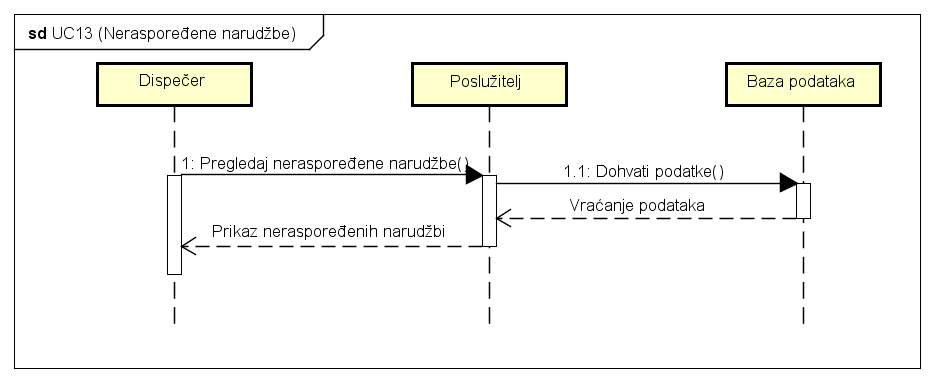 sd UC13 (Neraspoređene narudžbe)
Dispečer
Poslužitelj
Baza podataka
1: Pregledaj neraspoređene narudžbe()
1.1: Dohvati podatke()
Vraćanje podataka
Prikaz neraspoređenih narudžbi